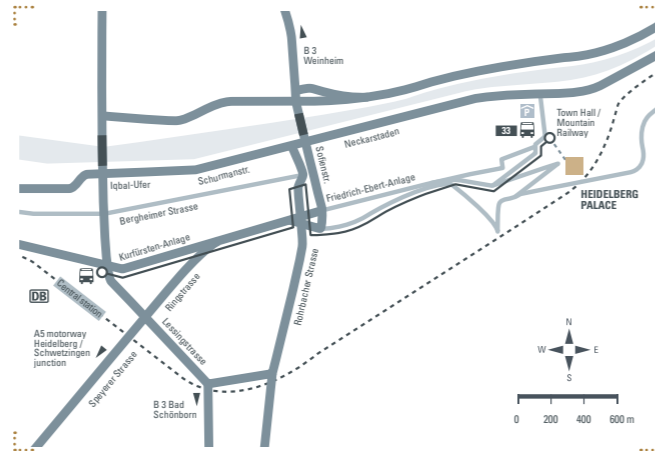 B 3
Weinheim
P
33
Town Hall /
Mountain
Railway
Neckarstaden
Sofienstr.
Iqbal-Ufer
Schurmanstr.
Friedrich-Ebert-Anlage
HEIDELBERG
PALACE
Bergheimer Strasse
Kurfürsten-Anlage
DB
Central station
Ringstrasse
Rohrbacher Strasse
A5 motorway
Heidelberg /
Schwetzingen
junction
Lessingstrasse
Speyerer Strasse
B 3 Bad
Schönborn
N
W
E
S
0 200 400 600 m